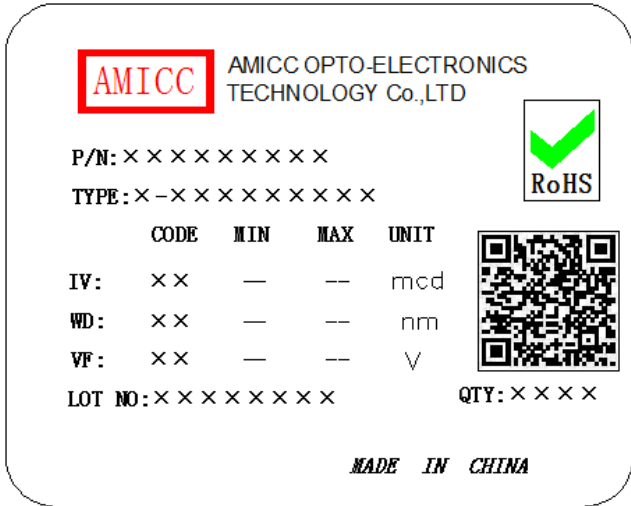 AMICC
AMICC OPTO-ELECTRONICS
TECHNOLOGY Co.,LTD
RoHS
P/N:×××××××××
TYPE:×-×××××××××
CODE MIN MAX UNIT
IV: ×× — -- mcd
WD: ×× — -- nm
VF: ×× — -- V
LOT NO:×××××××× QTY:××××
MADE IN CHINA